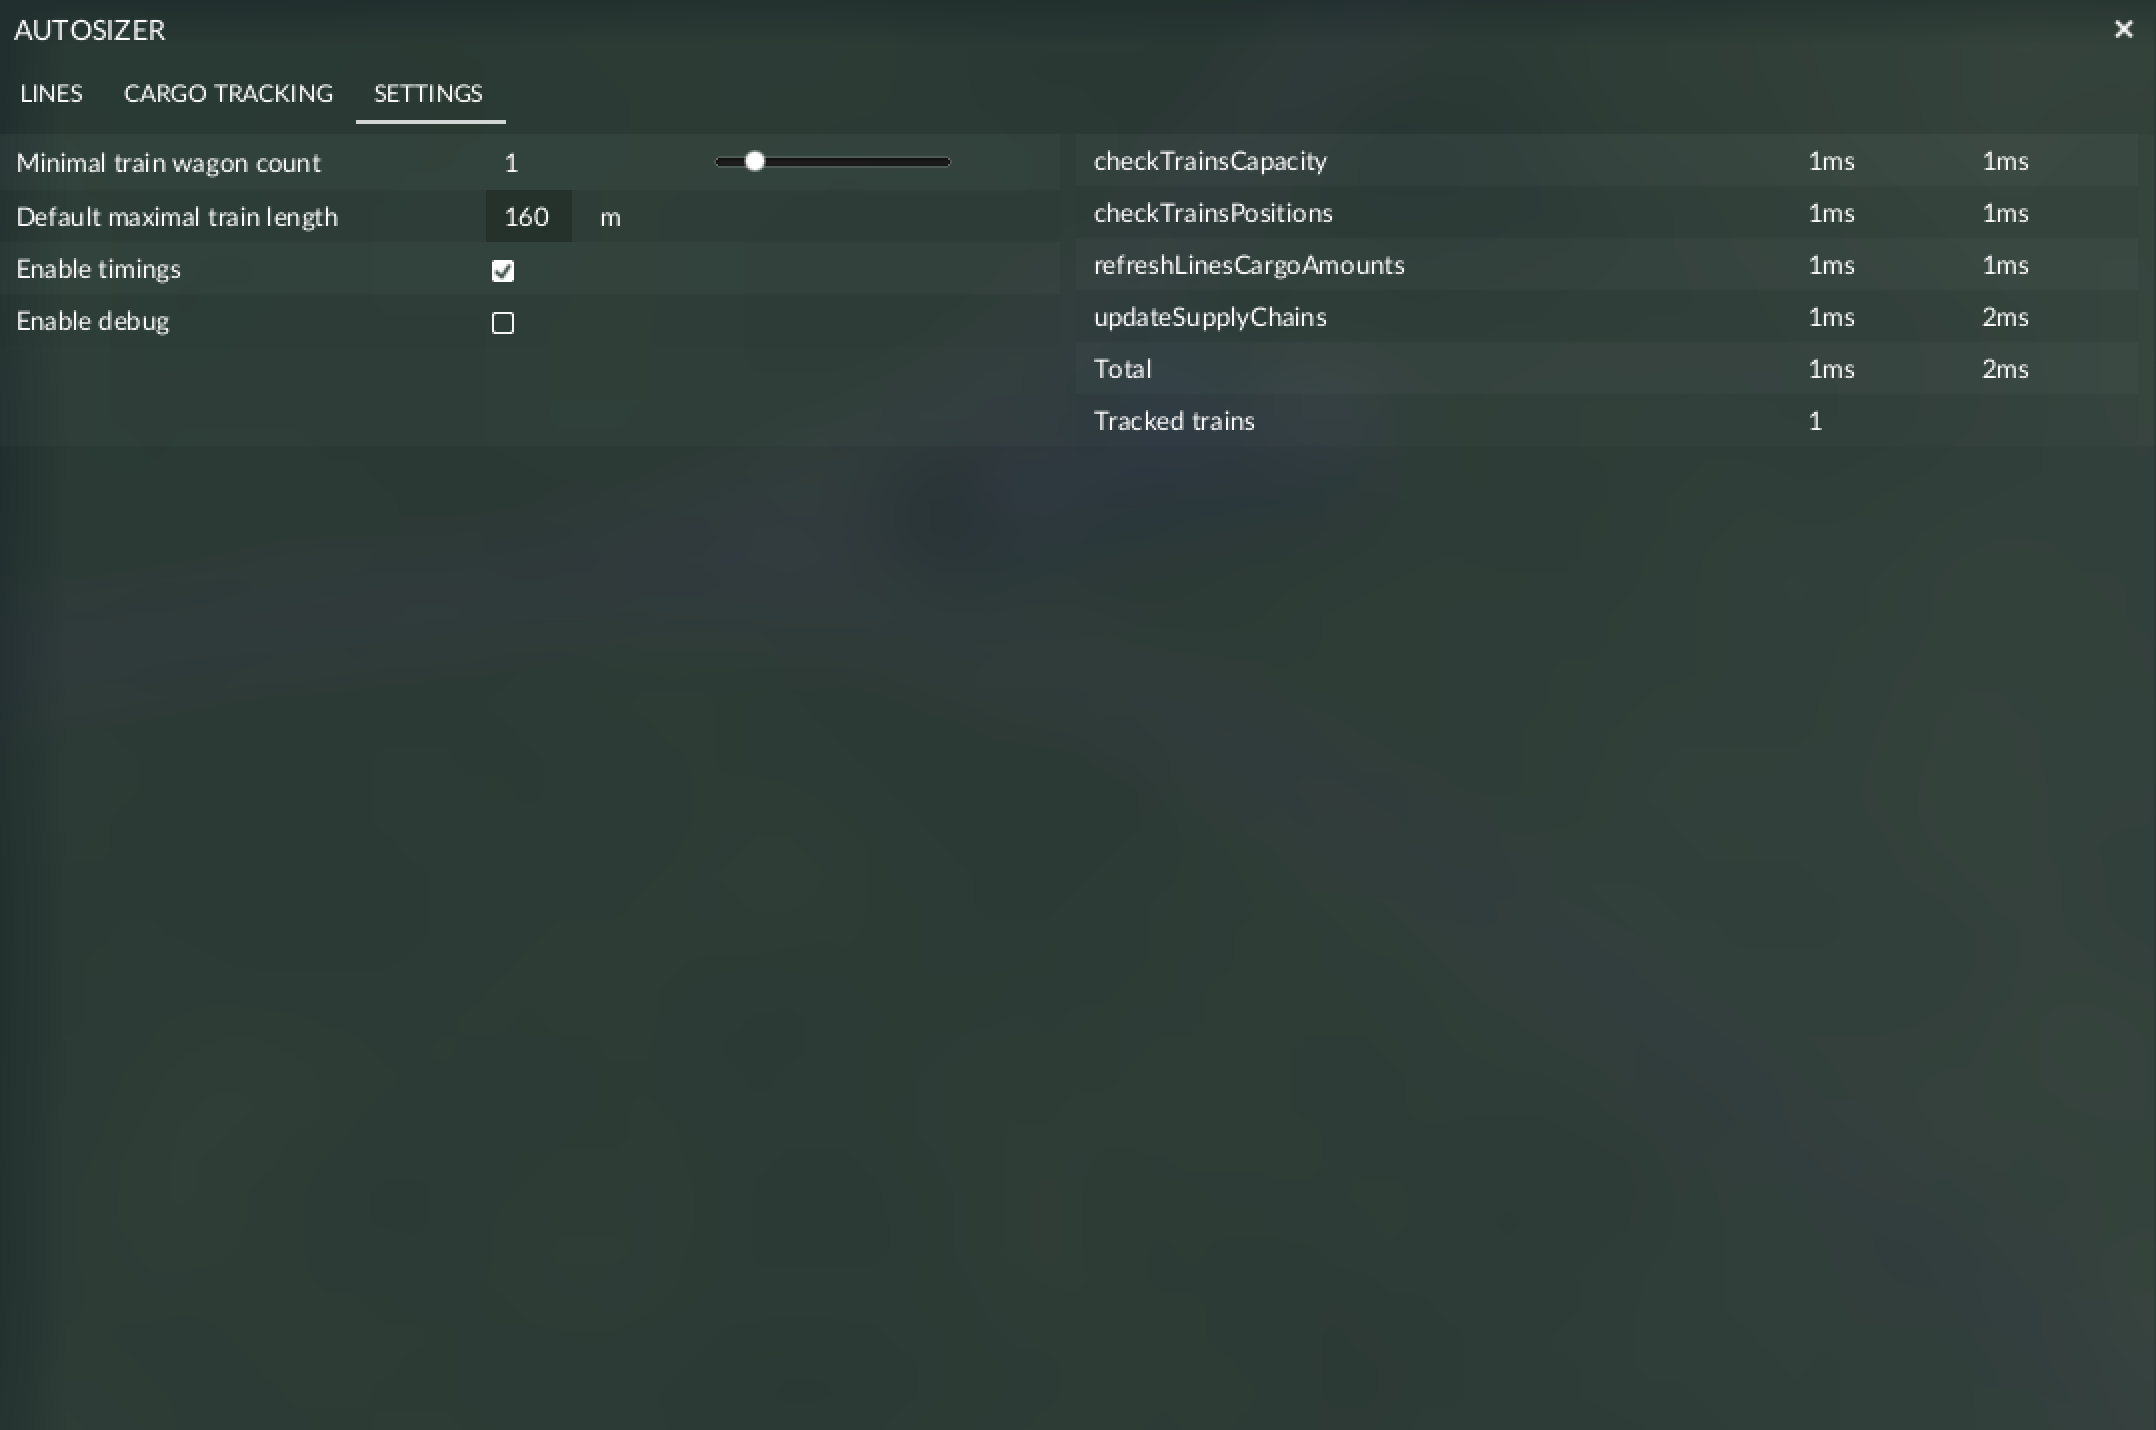 AUTOSIZER
LINES CARGO TRACKING SETTINGS
Minimal train wagon count 1
Default maximal train length 160 m
Enable timings
Enable debug
checkTrainsCapacity 1ms 1ms
checkTrainsPositions 1ms 1ms
refreshLinesCargoAmounts 1ms 1ms
updateSupplyChains 1ms 2ms
Total 1ms 2ms
Tracked trains 1